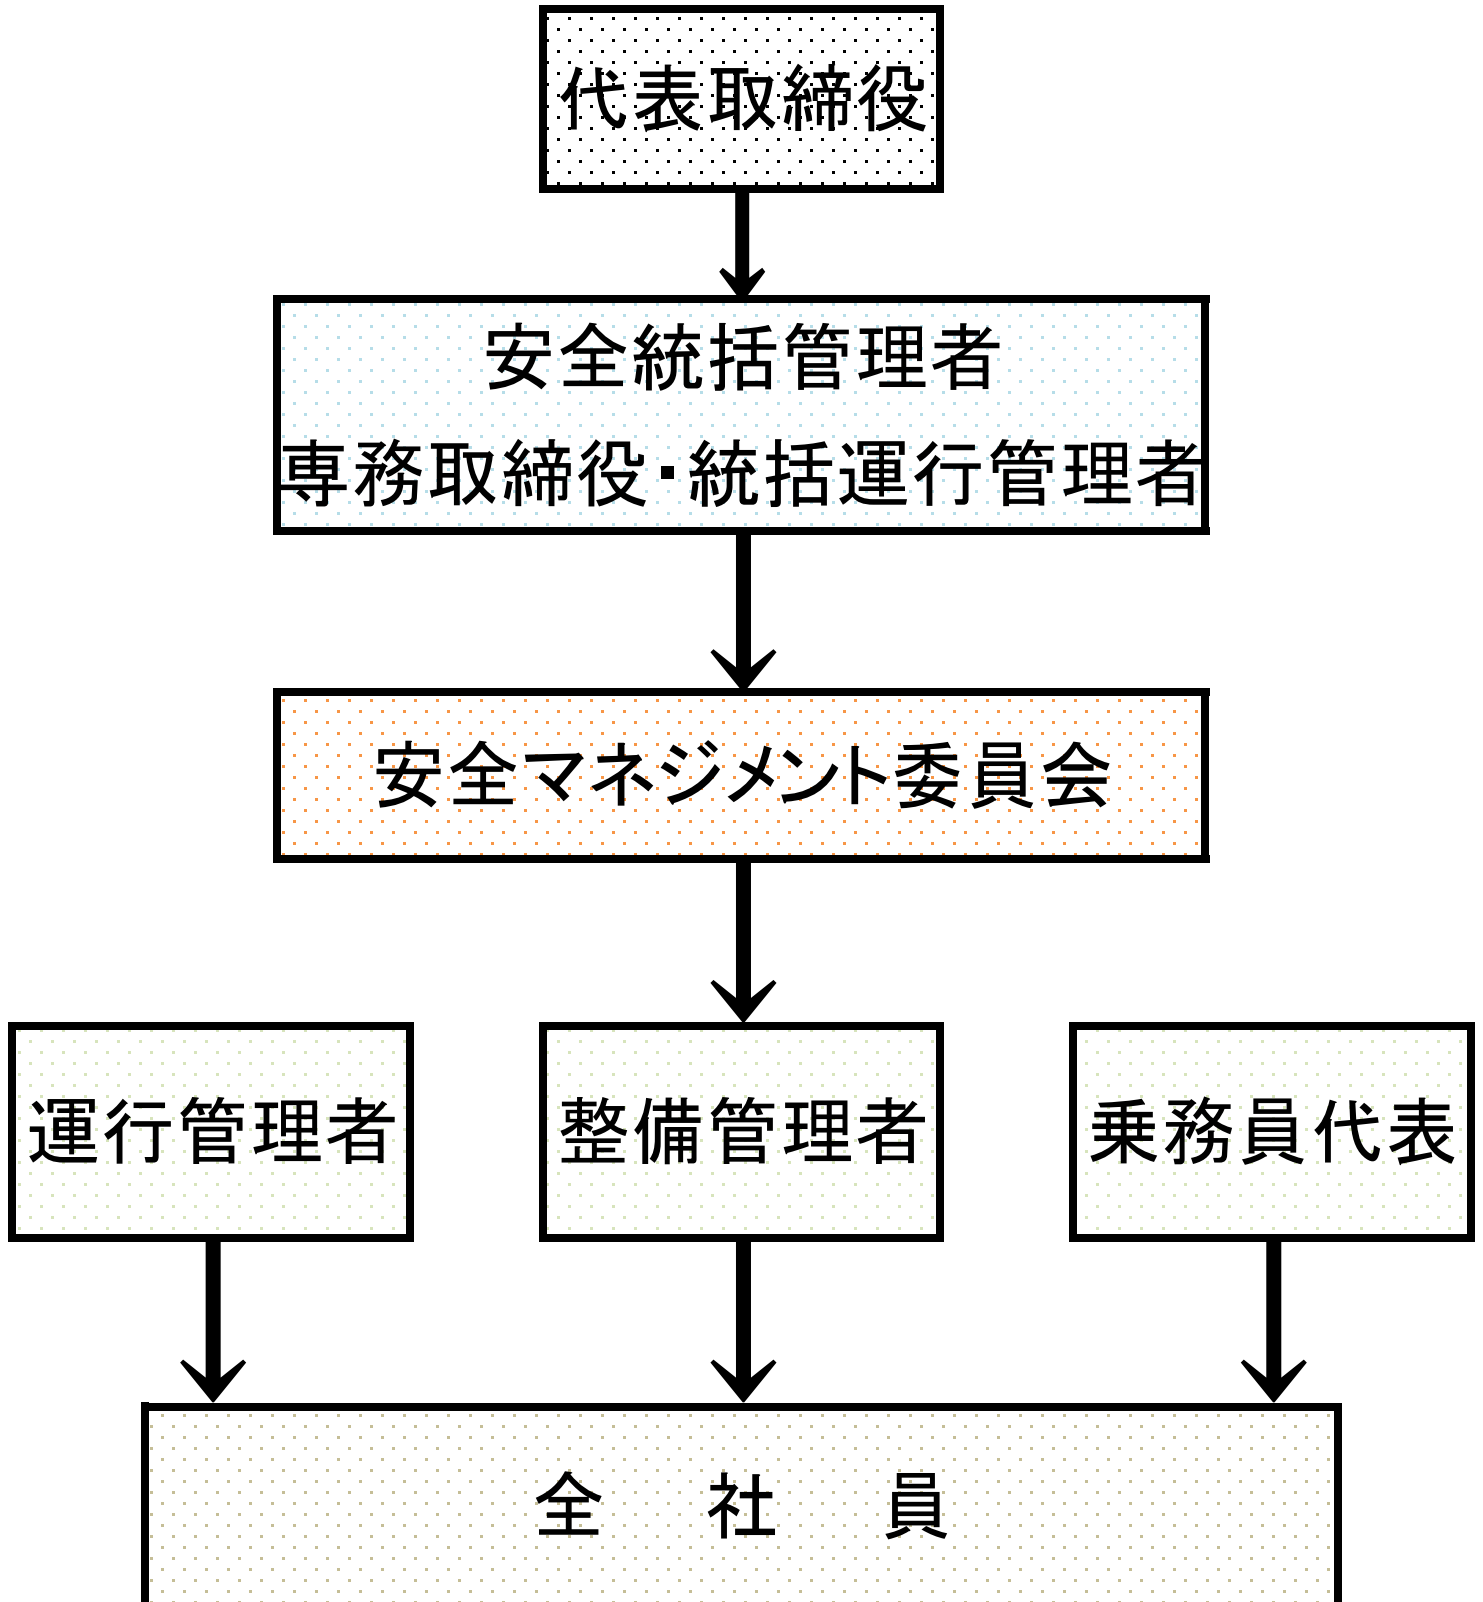 代表取締役
安全統括管理者
専務取締役・統括運行管理者
安全マネジメント委員会
運行管理者
整備管理者
乗務員代表
全　社　員